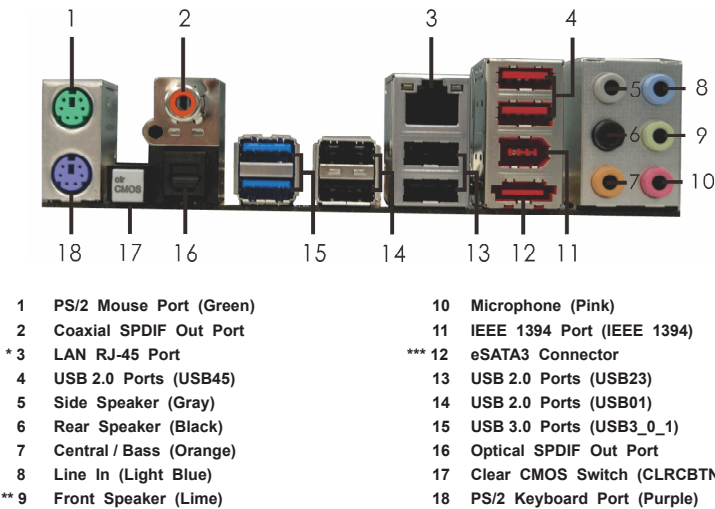 1 2 3 4
5 8
6 9
7 10
clr
CMOS
18 17 16 15 14 13 12 11
1 PS/2 Mouse Port (Green)
2 Coaxial SPDIF Out Port
* 3 LAN RJ-45 Port
4 USB 2.0 Ports (USB45)
5 Side Speaker (Gray)
6 Rear Speaker (Black)
7 Central / Bass (Orange)
8 Line In (Light Blue)
** 9 Front Speaker (Lime)
10 Microphone (Pink)
11 IEEE 1394 Port (IEEE 1394)
*** 12 eSATA3 Connector
13 USB 2.0 Ports (USB23)
14 USB 2.0 Ports (USB01)
15 USB 3.0 Ports (USB3_0_1)
16 Optical SPDIF Out Port
17 Clear CMOS Switch (CLRCBTN
18 PS/2 Keyboard Port (Purple)